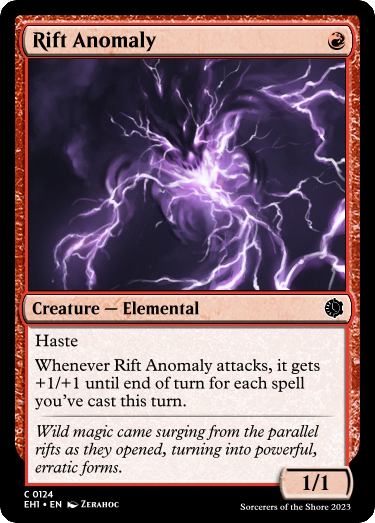 Rift Anomaly
Creature — Elemental
Haste
Whenever Rift Anomaly attacks, it gets
+1/+1 until end of turn for each spell
you've cast this turn.
Wild magic came surging from the parallel
rifts as they opened, turning into powerful,
erratic forms.
1/1
C 0124
EH1 • EN Zerahoc
Sorcerers of the Shore 2023